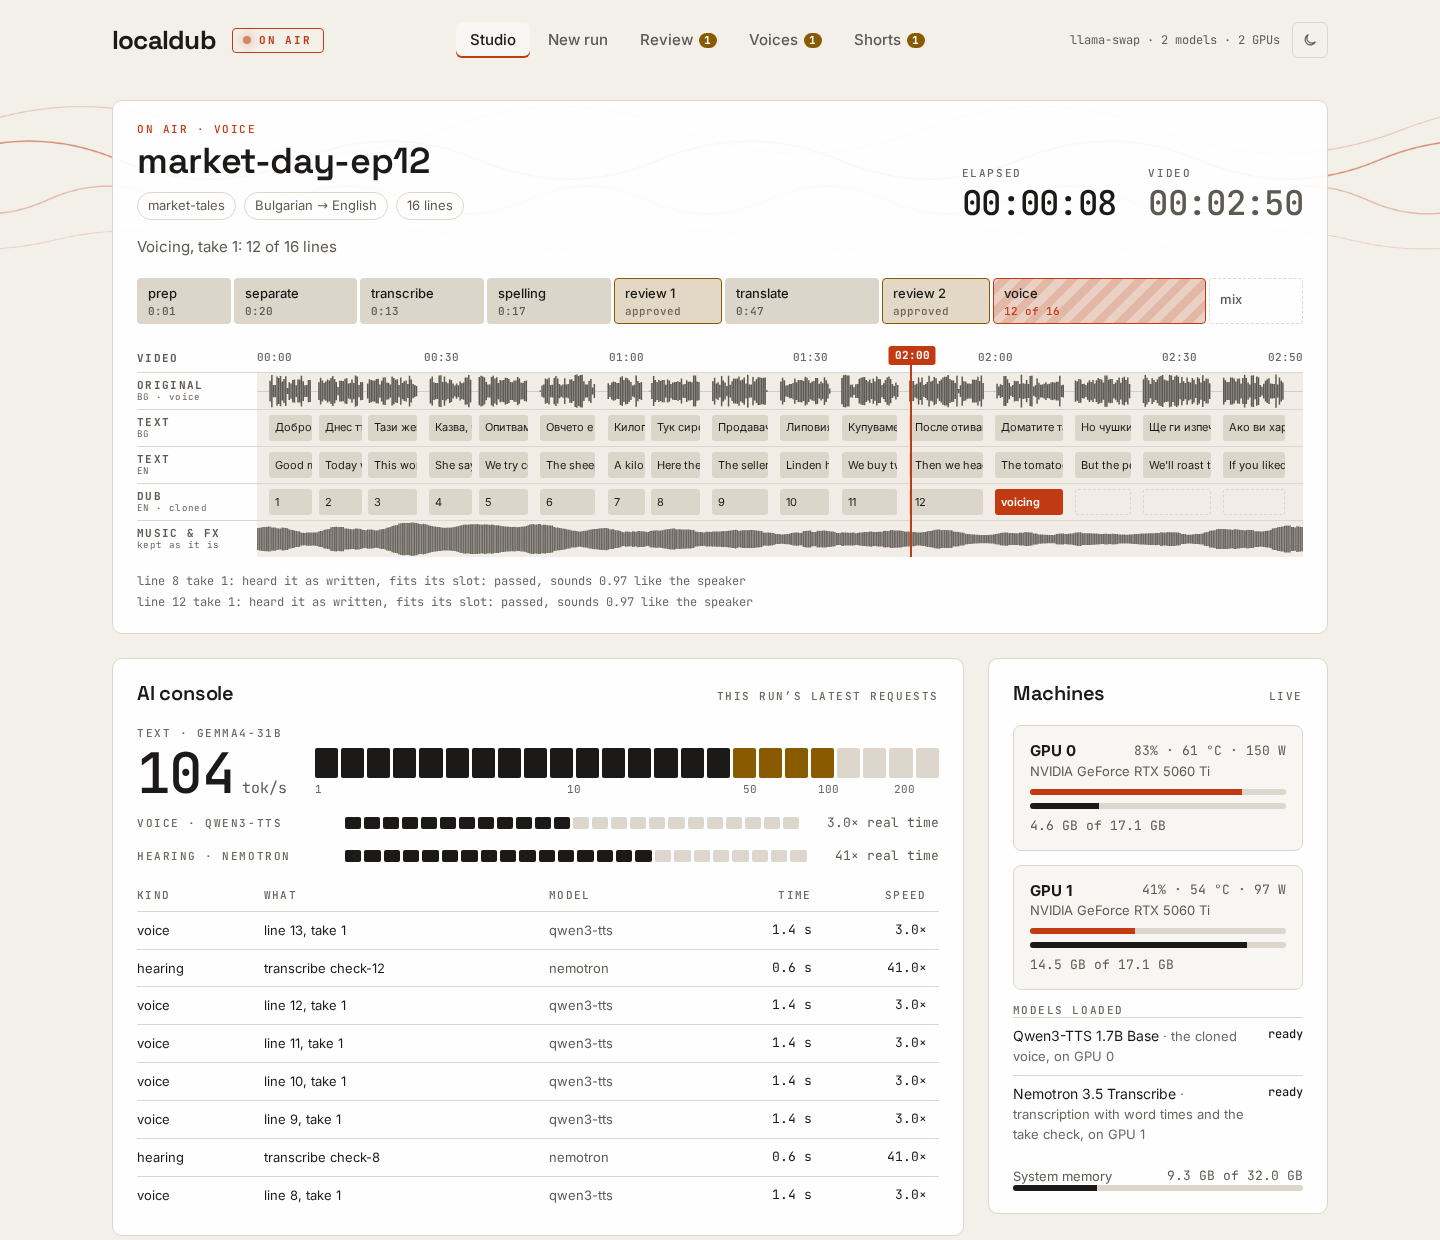 localdub ON AIR Studio New run Review 1 Voices 1 Shorts 1 llama-swap · 2 models · 2 GPUs
ON AIR · VOICE
market-day-ep12
market-tales Bulgarian → English 16 lines
ELAPSED VIDEO
00:00:08 00:02:50
Voicing, take 1: 12 of 16 lines
prep separate transcribe spelling review 1 translate review 2 voice mix
0:01 0:20 0:13 0:17 approved 0:47 approved 12 of 16
VIDEO 00:00 00:30 01:00 01:30 02:00 02:00 02:30 02:50
ORIGINAL
BG · voice
TEXT
BG
Добро Днес т Тази же Казва, Опитвам Овчето е Килог Тук сире Продавач Липовия Купуваме После отива Доматите т Но чушки Ще ги изпеч Ако ви хар
TEXT
EN
Good m Today This wo She say We try c The shee A kilo Here the The seller Linden h We buy tw Then we hea The tomato But the pe We'll roast t If you liked
DUB
EN · cloned
1 2 3 4 5 6 7 8 9 10 11 12 voicing
MUSIC & FX
kept as it is
line 8 take 1: heard it as written, fits its slot: passed, sounds 0.97 like the speaker
line 12 take 1: heard it as written, fits its slot: passed, sounds 0.97 like the speaker
AI console THIS RUN'S LATEST REQUESTS
TEXT · GEMMA4-31B
104 tok/s
1 10 50 100 200
VOICE · QWEN3-TTS 3.0× real time
HEARING · NEMOTRON 41× real time
KIND WHAT MODEL TIME SPEED
voice line 13, take 1 qwen3-tts 1.4 s 3.0×
hearing transcribe check-12 nemotron 0.6 s 41.0×
voice line 12, take 1 qwen3-tts 1.4 s 3.0×
voice line 11, take 1 qwen3-tts 1.4 s 3.0×
voice line 10, take 1 qwen3-tts 1.4 s 3.0×
voice line 9, take 1 qwen3-tts 1.4 s 3.0×
hearing transcribe check-8 nemotron 0.6 s 41.0×
voice line 8, take 1 qwen3-tts 1.4 s 3.0×
Machines LIVE
GPU 0 83% · 61 °C · 150 W
NVIDIA GeForce RTX 5060 Ti
4.6 GB of 17.1 GB
GPU 1 41% · 54 °C · 97 W
NVIDIA GeForce RTX 5060 Ti
14.5 GB of 17.1 GB
MODELS LOADED
Qwen3-TTS 1.7B Base · the cloned ready
voice, on GPU 0
Nemotron 3.5 Transcribe · ready
transcription with word times and the
take check, on GPU 1
System memory 9.3 GB of 32.0 GB